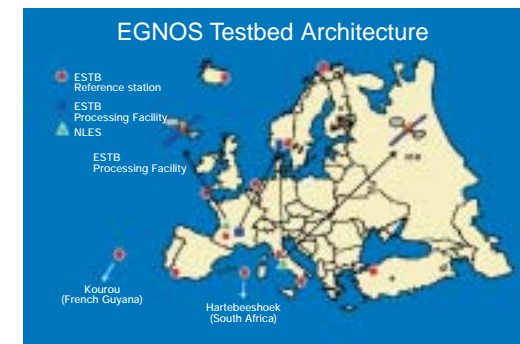 EGNOS Testbed Architecture
ESTB
Reference station
ESTB
Processing Facility
NLES
ESTB
Processing Facility
Kourou
(French Guyana)
Hartebeeshoek
(South Africa)